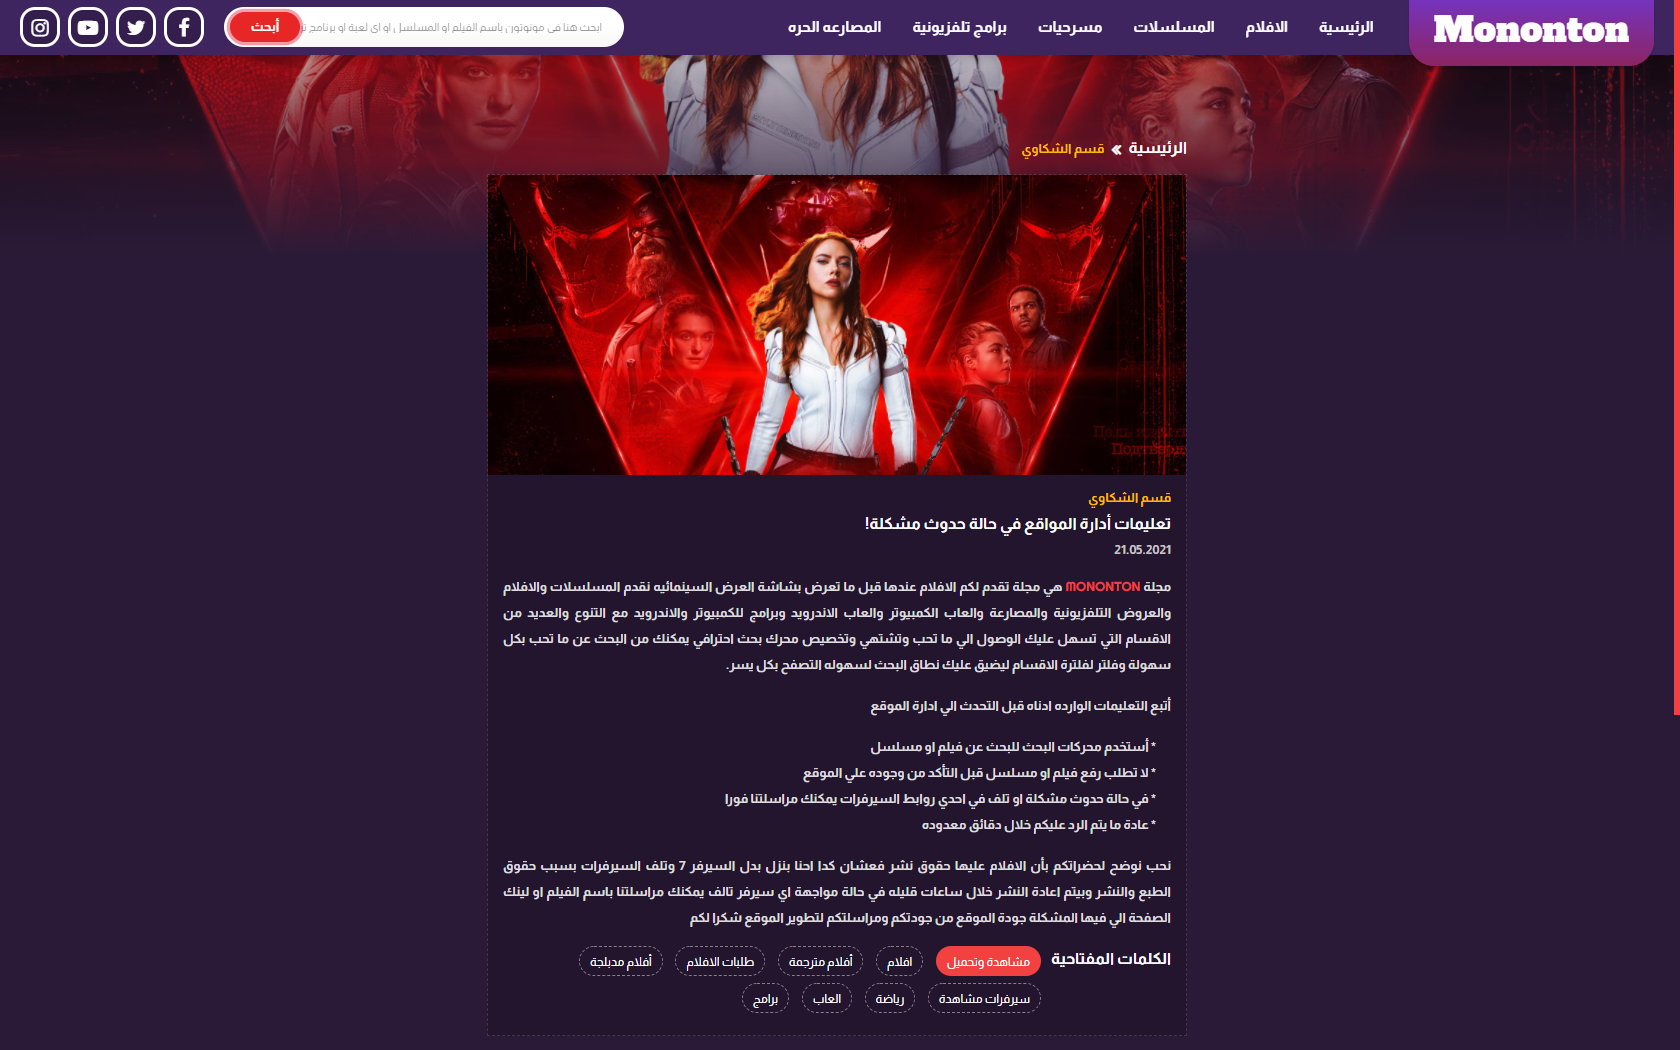 Mononton
الرئيسية الافلام المسلسلات مسرحيات برامج تلفزيونية المصارعه الحره
ابحث هنا في مونوتون باسم الفيلم او المسلسل او اي لعبة او برنامج
أبحث
الرئيسية » قسم الشكاوي
قسم الشكاوي
تعليمات أدارة المواقع في حالة حدوث مشكلة!
21.05.2021
مجلة MONONTON هي مجلة تقدم لكم الافلام عندها قبل ما تعرض بشاشة العرض السينمائيه نقدم المسلسلات والافلام
والعروض التلفزيونية والمصارعة والعاب الكمبيوتر والعاب الاندرويد وبرامج للكمبيوتر والاندرويد مع التنوع والعديد من
الاقسام التي تسهل عليك الوصول الي ما تحب وتشتهي وتخصيص محرك بحث احترافي يمكنك من البحث عن ما تحب بكل
سهولة وفلتر لفلترة الاقسام ليضيق عليك نطاق البحث لسهوله التصفح بكل يسر.
أتبع التعليمات الوارده ادناه قبل التحدث الي ادارة الموقع
* أستخدم محركات البحث للبحث عن فيلم او مسلسل
* لا تطلب رفع فيلم او مسلسل قبل التأكد من وجوده علي الموقع
* في حالة حدوث مشكلة او تلف في احدي روابط السيرفرات يمكنك مراسلتنا فورا
* عادة ما يتم الرد عليكم خلال دقائق معدوده
نحب نوضح لحضراتكم بأن الافلام عليها حقوق نشر فعشان كدا احنا بنزل بدل السيرفر 7 وتلف السيرفرات بسبب حقوق
الطبع والنشر وبيتم اعادة النشر خلال ساعات قليله في حالة مواجهة اي سيرفر تالف يمكنك مراسلتنا باسم الفيلم او لينك
الصفحة الي فيها المشكلة جودة الموقع من جودتكم ومراسلتكم لتطوير الموقع شكرا لكم
الكلمات المفتاحية مشاهدة وتحميل افلام أفلام مترجمة طلبات الافلام أفلام مدبلجة
سيرفرات مشاهدة رياضة العاب برامج